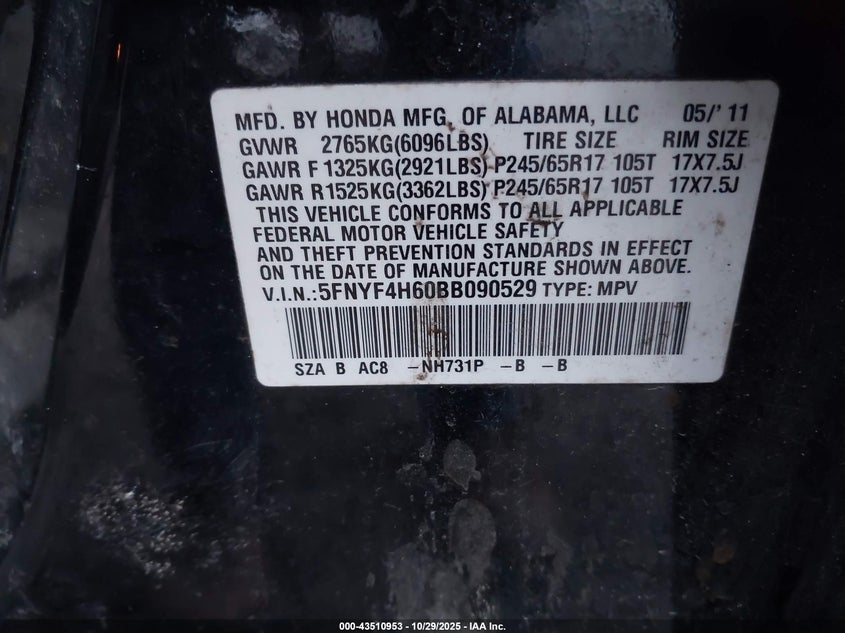 MFD. BY HONDA MFG. OF ALABAMA, LLC 05/' 11
GVWR 2765KG(6096LBS) TIRE SIZE RIM SIZE
GAWR F 1325KG(2921LBS) P245/65R17 105T 17X7.5J
GAWR R1525KG(3362LBS) P245/65R17 105T 17X7.5J
THIS VEHICLE CONFORMS TO ALL APPLICABLE
FEDERAL MOTOR VEHICLE SAFETY
AND THEFT PREVENTION STANDARDS IN EFFECT
ON THE DATE OF MANUFACTURE SHOWN ABOVE.
V.I.N.:5FNYF4H60BB090529 TYPE: MPV
SZA B AC8 -NH731P -B -B
000-43510953 - 10/29/2025 - IAA Inc.